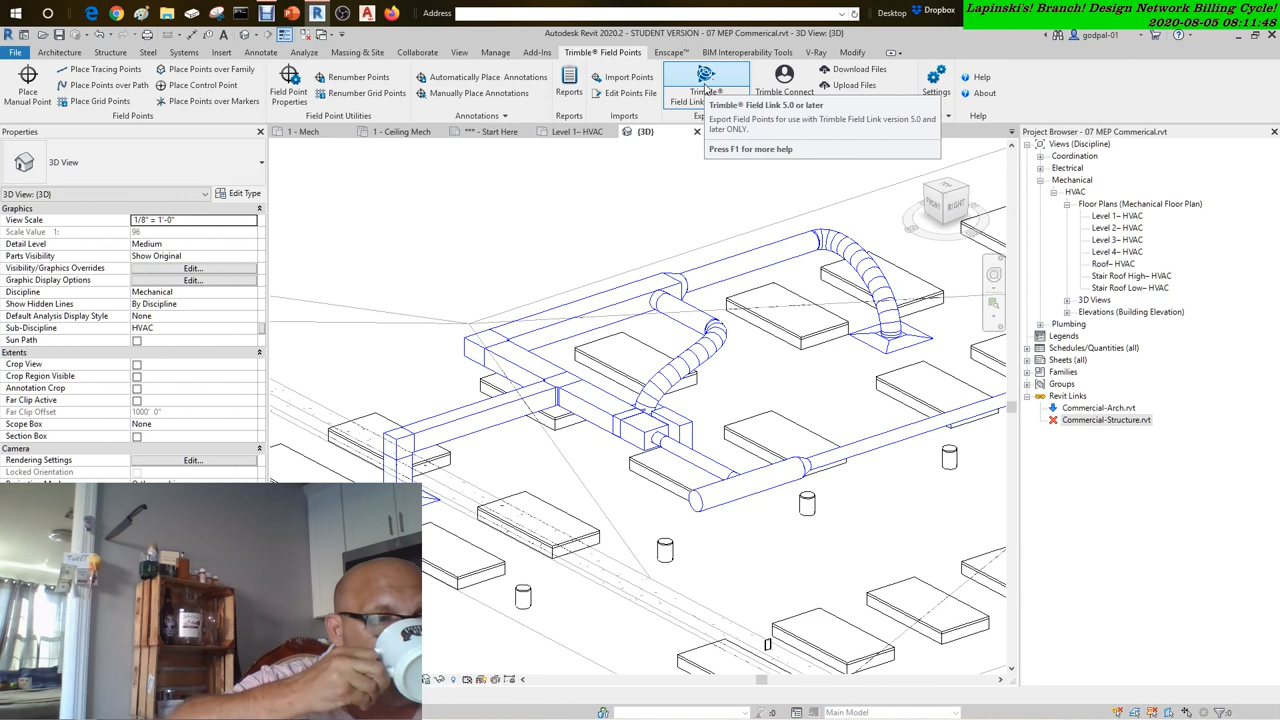 Address
Desktop
Dropbox
Lapinski's! Branch! Design Network Billing Cycle!
2020-08-05 08:11:48
Autodesk Revit 2020.2 - STUDENT VERSION - 07 MEP Commerical.rvt - 3D View: {3D}
godpal-01
File Architecture Structure Steel Systems Insert Annotate Analyze Massing & Site Collaborate View Manage Add-Ins Trimble® Field Points Enscape™ BIM Interoperability Tools V-Ray Modify
Place Manual Point
Place Tracing Points
Place Points by Path
Place Grid Points
Place Points over Family
Place Control Point
Place Points over Markers
Field Points
Field Point Properties
Renumber Points
Renumber Grid Points
Field Point Utilities
Automatically Place Annotations
Manually Place Annotations
Annotations
Reports
Reports
Import Points
Edit Points File
Imports
Trimble®
Field Link
Trimble Connect
Download Files
Upload Files
Settings
Help
About
Help
Trimble® Field Link 5.0 or later
Export Field Points for use with Trimble Field Link version 5.0 and
later ONLY.
Press F1 for more help
Properties
1 - Mech
1 - Ceiling Mech
*** - Start Here
Level 1– HVAC
{3D}
3D View
3D View: {3D}
Edit Type
Graphics
View Scale 1/8" = 1'-0"
Scale Value 1: 96
Detail Level Medium
Parts Visibility Show Original
Visibility/Graphics Overrides Edit...
Graphic Display Options Edit...
Discipline Mechanical
Show Hidden Lines By Discipline
Default Analysis Display Style None
Sub-Discipline HVAC
Sun Path
Extents
Crop View
Crop Region Visible
Annotation Crop
Far Clip Active
Far Clip Offset 1000' 0"
Scope Box None
Section Box
Camera
Rendering Settings Edit...
Locked Orientation
FRONT
RIGHT
Project Browser - 07 MEP Commerical.rvt
Views (Discipline)
Coordination
Electrical
Mechanical
HVAC
Floor Plans (Mechanical Floor Plan)
Level 1– HVAC
Level 2– HVAC
Level 3– HVAC
Level 4– HVAC
Roof– HVAC
Stair Roof High– HVAC
Stair Roof Low– HVAC
3D Views
Elevations (Building Elevation)
Plumbing
Legends
Schedules/Quantities (all)
Sheets (all)
Families
Groups
Revit Links
Commercial-Arch.rvt
Commercial-Structure.rvt
:0
Main Model
:0